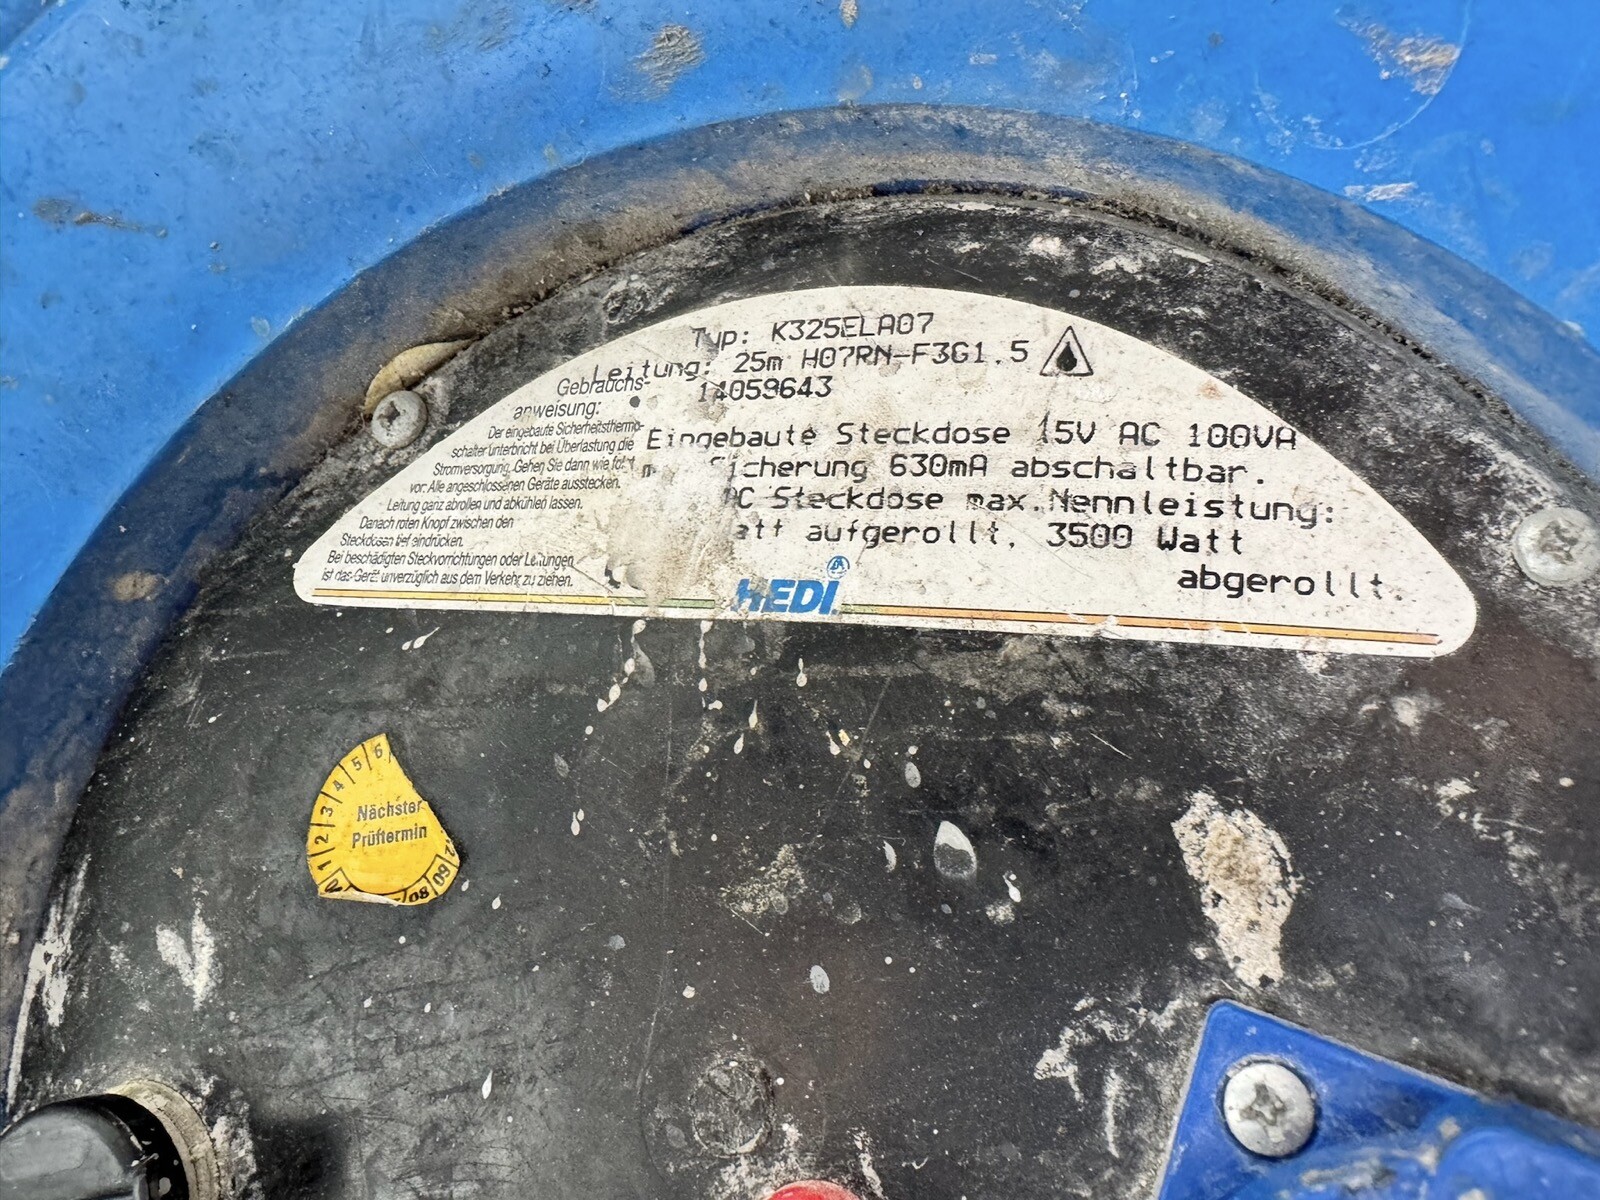 Typ: K325ELA07
Leitung: 25m H07RN-F3G1,5
14059643
Gebrauchs-
anweisung:
Der eingebaute Sicherheitsthermo-
schalter unterbricht bei Überlastung die
Stromversorgung. Gehen Sie dann wie folgt
vor: Alle angeschlossenen Geräte ausstecken.
Leitung ganz abrollen und abkühlen lassen.
Danach roten Knopf zwischen den
Steckdosen tief eindrücken.
Bei beschädigten Steckvorrichtungen oder Leitungen
ist das Gerät unverzüglich aus dem Verkehr zu ziehen.
Eingebaute Steckdose 15V AC 100VA
Sicherung 630mA abschaltbar.
Steckdose max.Nennleistung:
aufgerollt, 3500 Watt
abgerollt.
HEDI
1 2 3 4 5 6
Nächster
Prüftermin
08 09